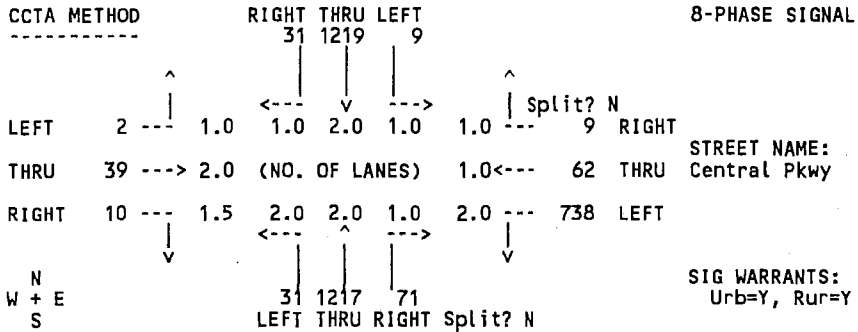 CCTA METHOD RIGHT THRU LEFT 8-PHASE SIGNAL
----------- 31 1219 9
^ ^
<--- v ---> | Split? N
LEFT 2 --- 1.0 1.0 2.0 1.0 1.0 --- 9 RIGHT
STREET NAME:
THRU 39 ---> 2.0 (NO. OF LANES) 1.0<--- 62 THRU Central Pkwy
RIGHT 10 --- 1.5 2.0 2.0 1.0 2.0 --- 738 LEFT
<--- ^ --->
v v
N SIG WARRANTS:
W + E 31 1217 71 Urb=Y, Rur=Y
S LEFT THRU RIGHT Split? N